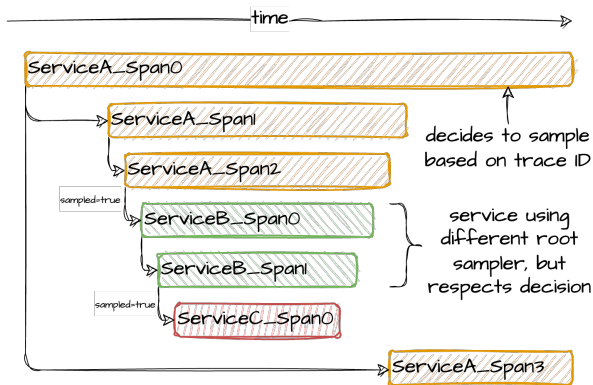 time
ServiceA_Span0
ServiceA_Span1
decides to sample
based on trace ID
ServiceA_Span2
sampled=true
ServiceB_Span0
service using
different root
sampler, but
respects decision
ServiceB_Span1
sampled=true
ServiceC_Span0
ServiceA_Span3